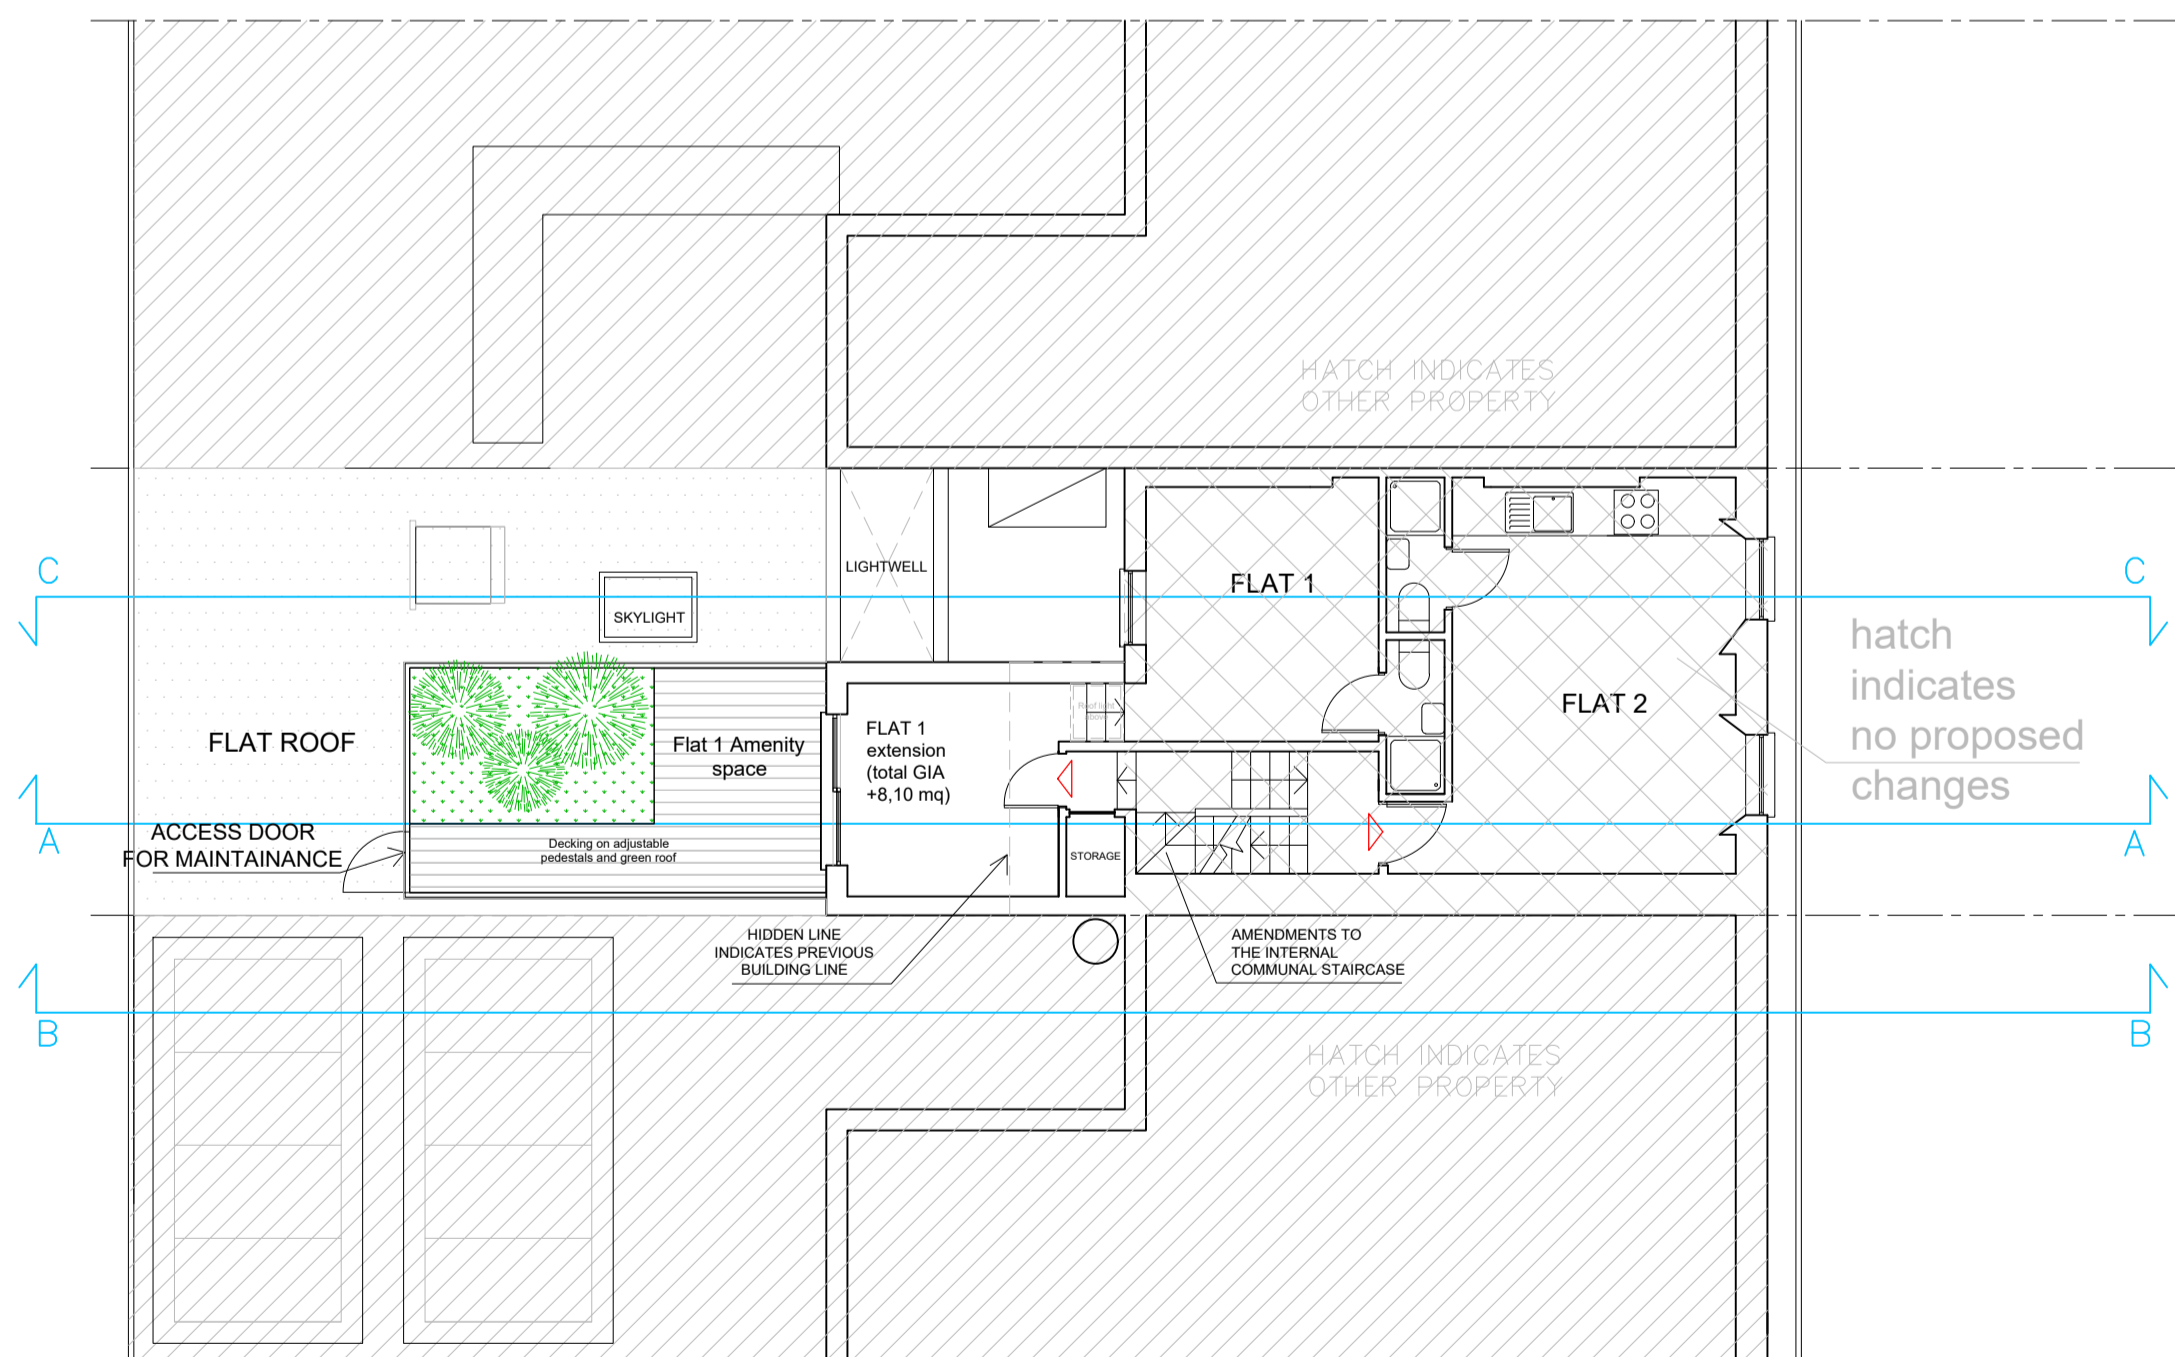 HATCH INDICATES
OTHER PROPERTY
C
C
LIGHTWELL
FLAT 1
SKYLIGHT
hatch
indicates
no proposed
changes
FLAT 2
Roof light
above
FLAT ROOF
Flat 1 Amenity
space
FLAT 1
extension
(total GIA
+8,10 mq)
ACCESS DOOR
FOR MAINTAINANCE
A
A
Decking on adjustable
pedestals and green roof
STORAGE
HIDDEN LINE
INDICATES PREVIOUS
BUILDING LINE
AMENDMENTS TO
THE INTERNAL
COMMUNAL STAIRCASE
B
B
HATCH INDICATES
OTHER PROPERTY